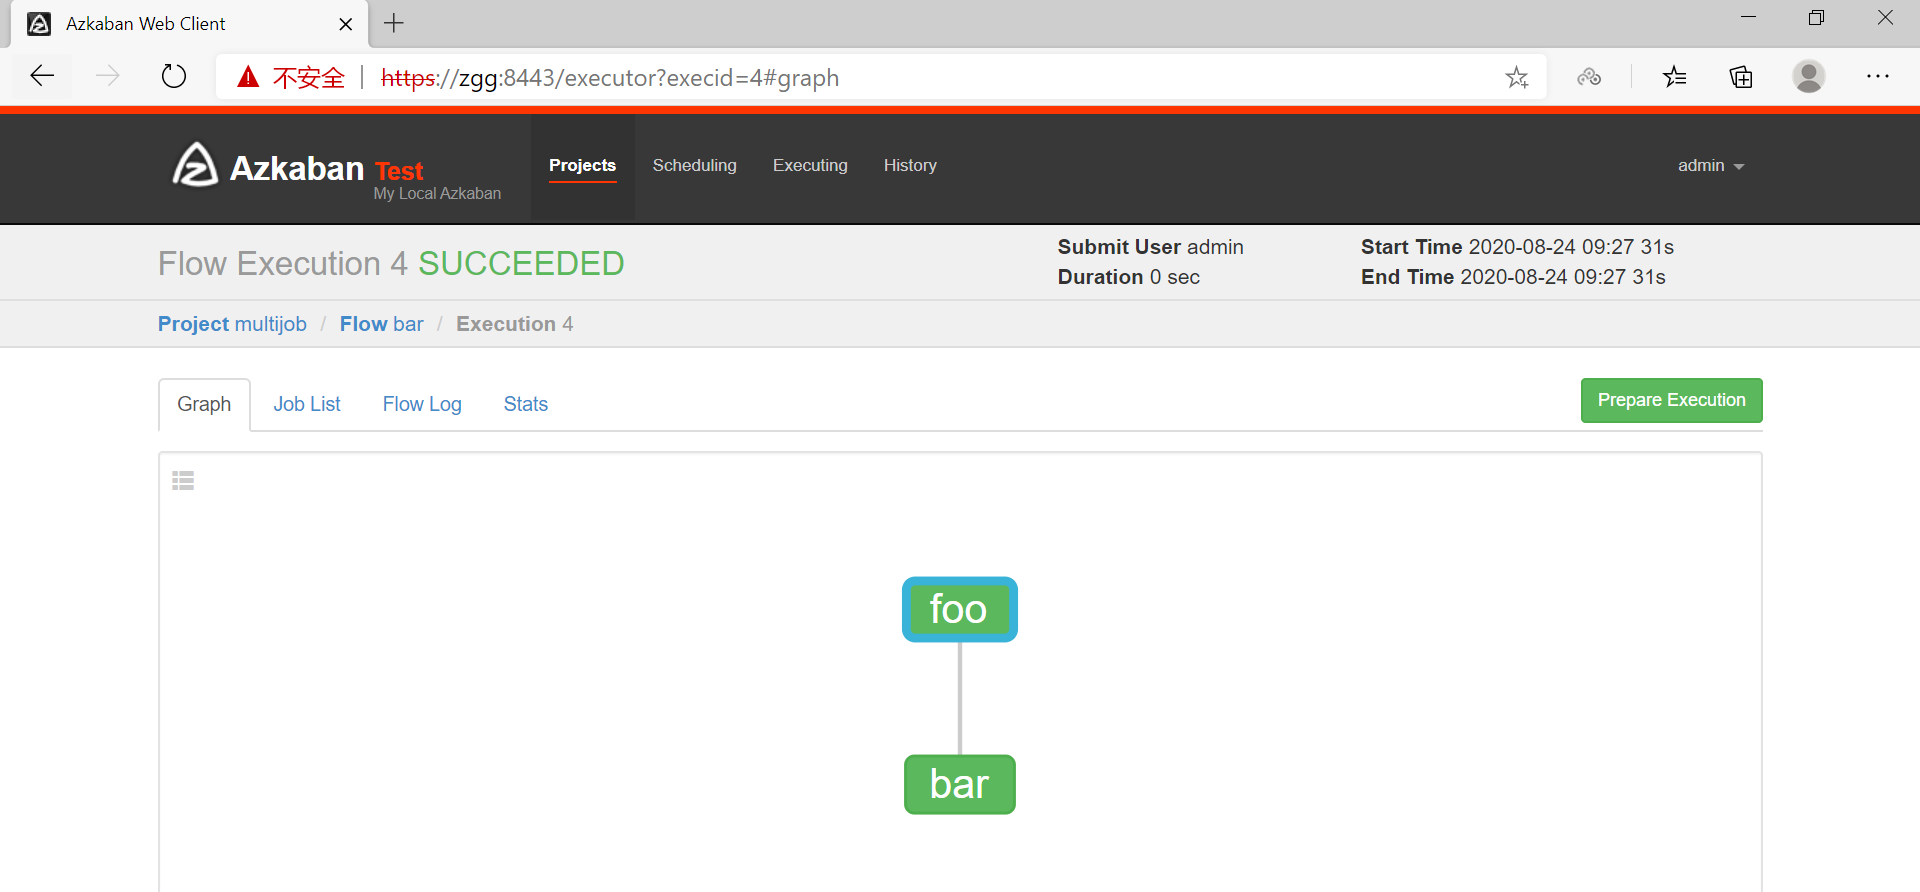 Azkaban Web Client
不安全 https://zgg:8443/executor?execid=4#graph
Azkaban Test
My Local Azkaban
Projects Scheduling Executing History admin
Flow Execution 4 SUCCEEDED
Submit User admin
Duration 0 sec
Start Time 2020-08-24 09:27 31s
End Time 2020-08-24 09:27 31s
Project multijob / Flow bar / Execution 4
Graph Job List Flow Log Stats
Prepare Execution
foo
bar